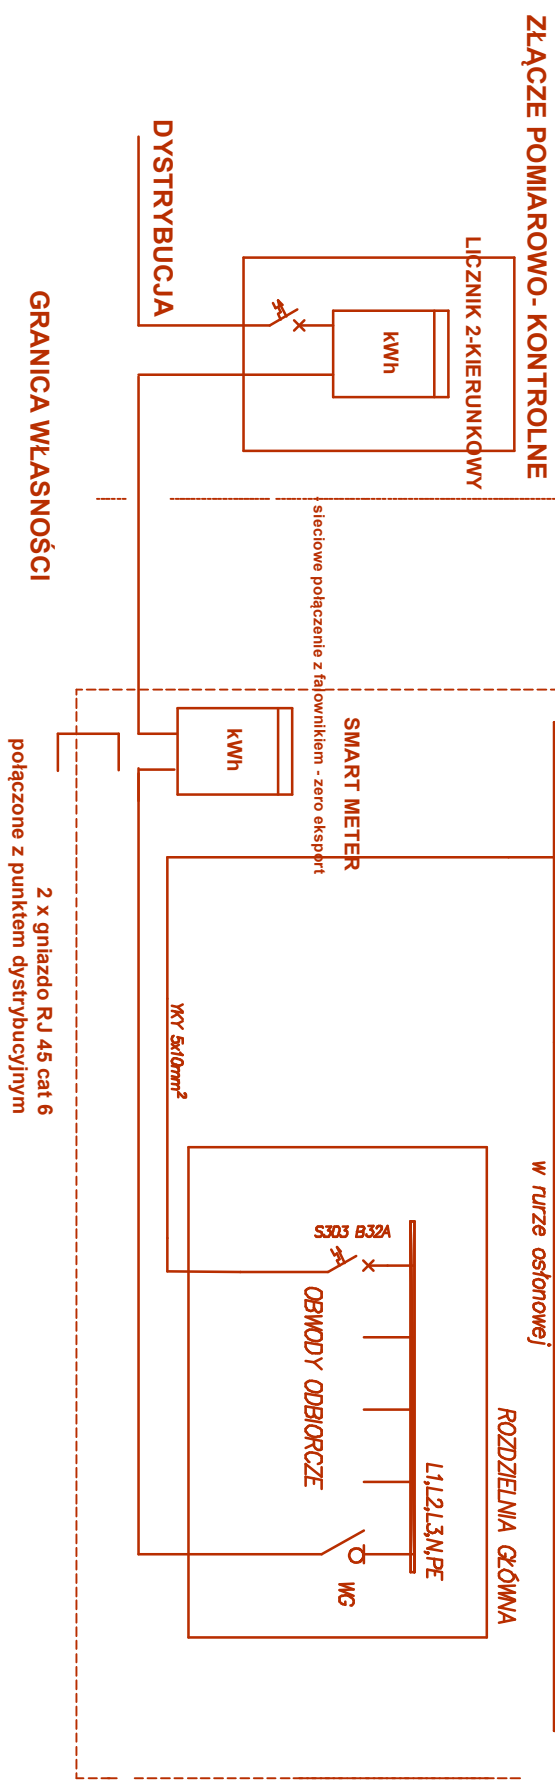 ZŁĄCZE POMIAROWO- KONTROLNE
LICZNIK 2-KIERUNKOWY
kWh
DYSTRYBUCJA
GRANICA WŁASNOŚCI
sieciowe połączenie z falownikiem - zero eksport
SMART METER
kWh
2 x gniazdo RJ 45 cat 6
połączone z punktem dystrybucyjnym
YKY 5x10mm²
w rurze osłonowej
ROZDZIELNIA GŁÓWNA
S303 B32A
OBWODY ODBIORCZE
L1,L2,L3,N,PE
WG